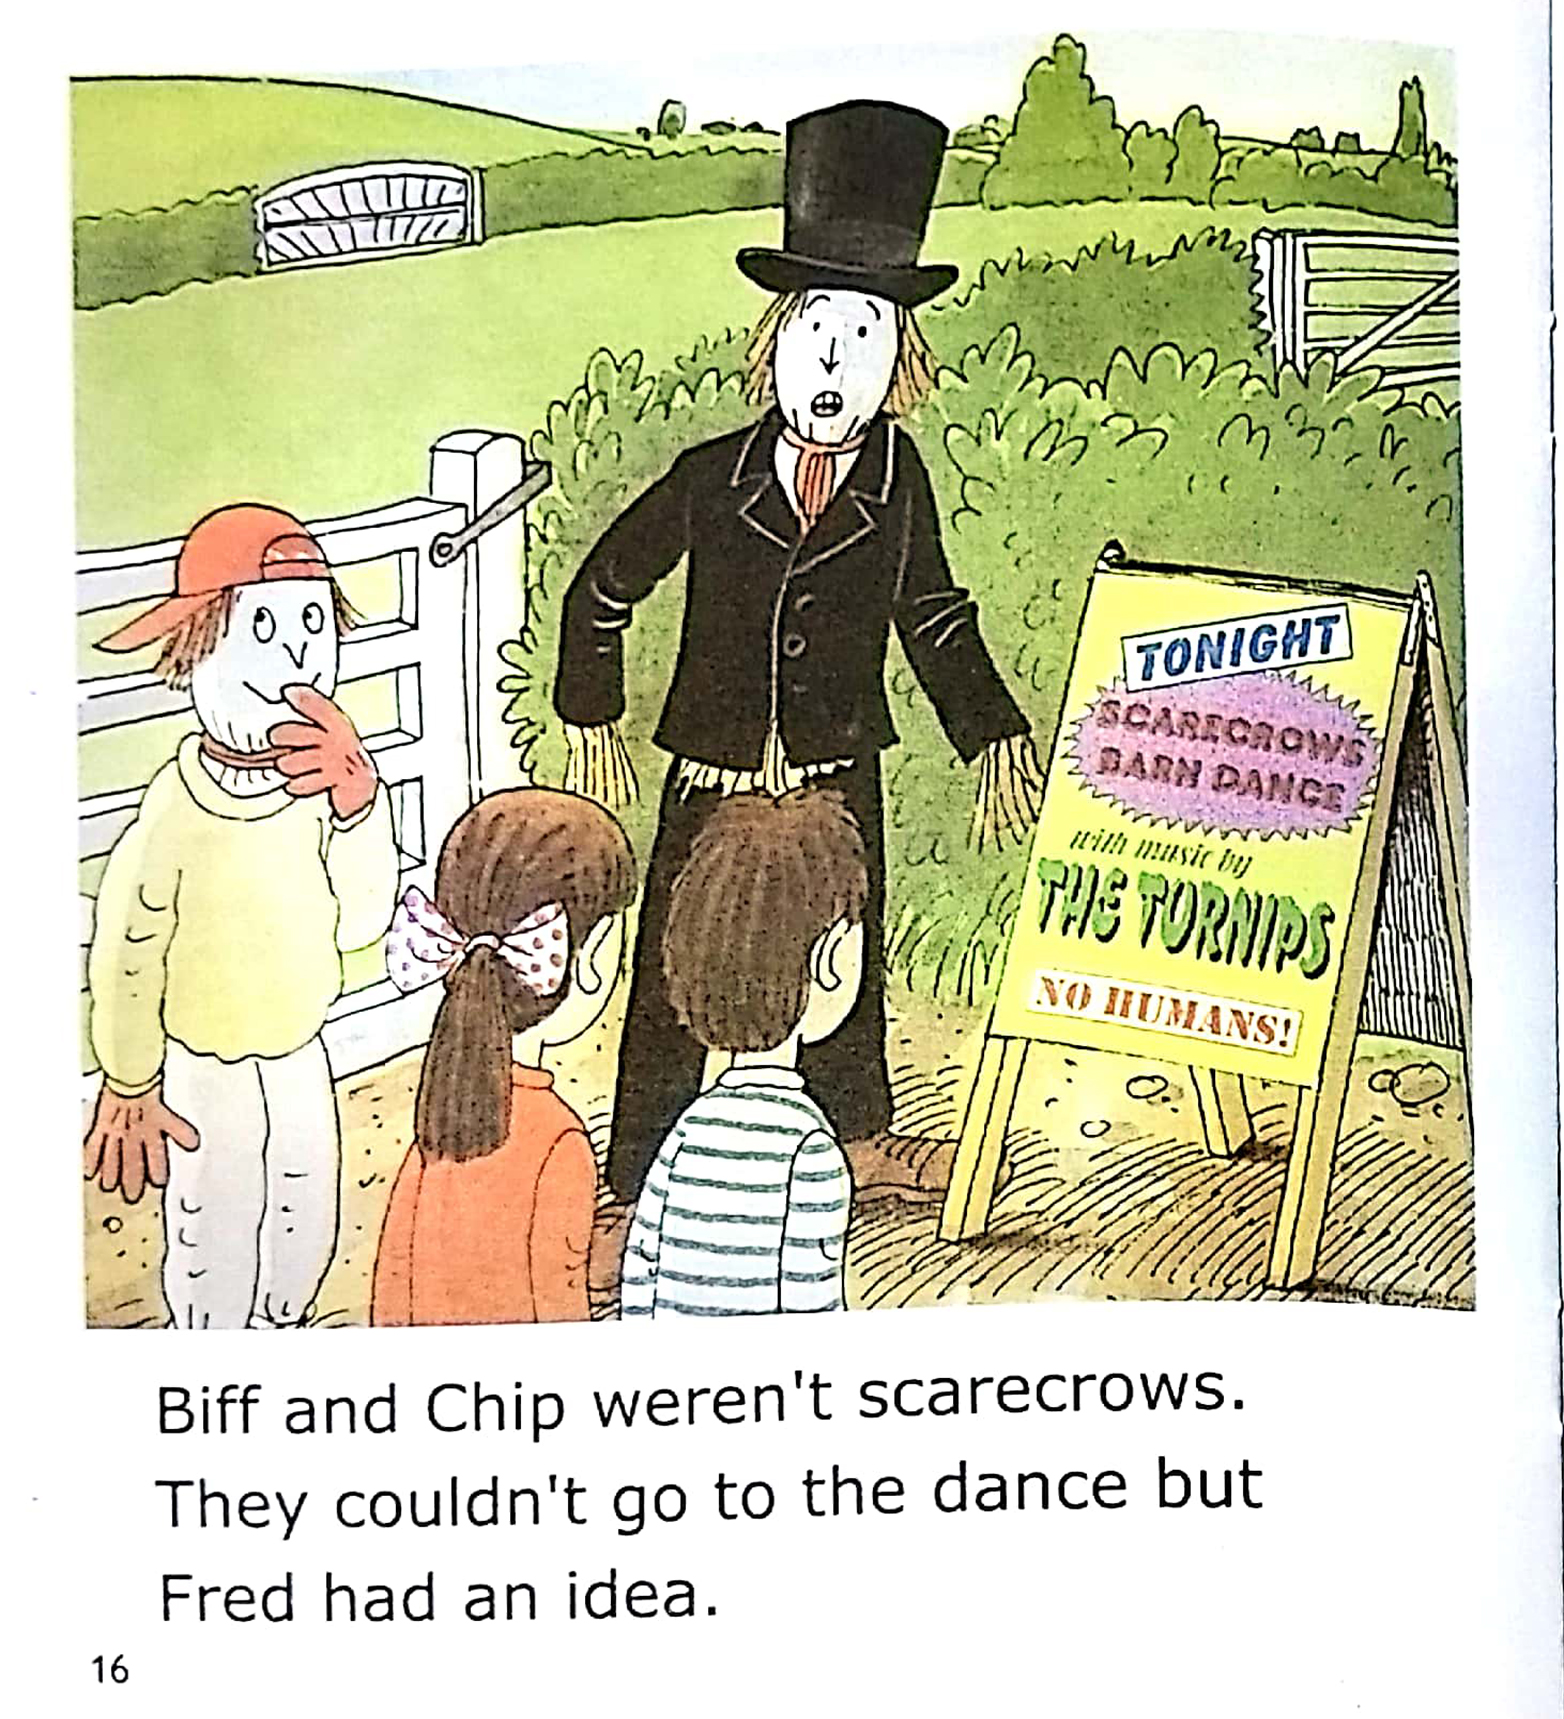 TONIGHT
SCARECROWS
BARN DANCE
with music by
THE TURNIPS
NO HUMANS!
Biff and Chip weren't scarecrows.
They couldn't go to the dance but
Fred had an idea.
16